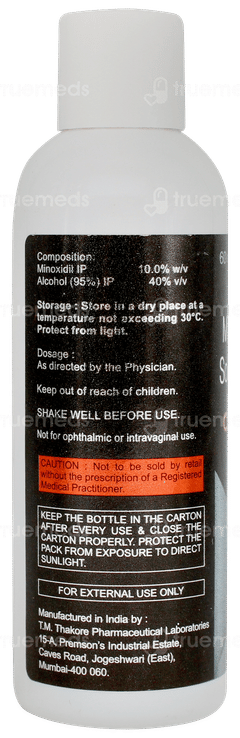 Composition:
Minoxidil IP 10.0% w/v
Alcohol (95%) IP 40% v/v
Storage : Store in a dry place at a
temperature not exceeding 30°C.
Protect from light.
Dosage :
As directed by the Physician.
Keep out of reach of children.
SHAKE WELL BEFORE USE.
Not for ophthalmic or intravaginal use.
CAUTION : Not to be sold by retail
without the prescription of a Registered
Medical Practitioner.
KEEP THE BOTTLE IN THE CARTON
AFTER EVERY USE & CLOSE THE
CARTON PROPERLY. PROTECT THE
PACK FROM EXPOSURE TO DIRECT
SUNLIGHT.
FOR EXTERNAL USE ONLY
Manufactured in India by :
T.M. Thakore Pharmaceutical Laboratories
15-A, Premson's Industrial Estate,
Caves Road, Jogeshwari (East),
Mumbai-400 060.
60
truemeds